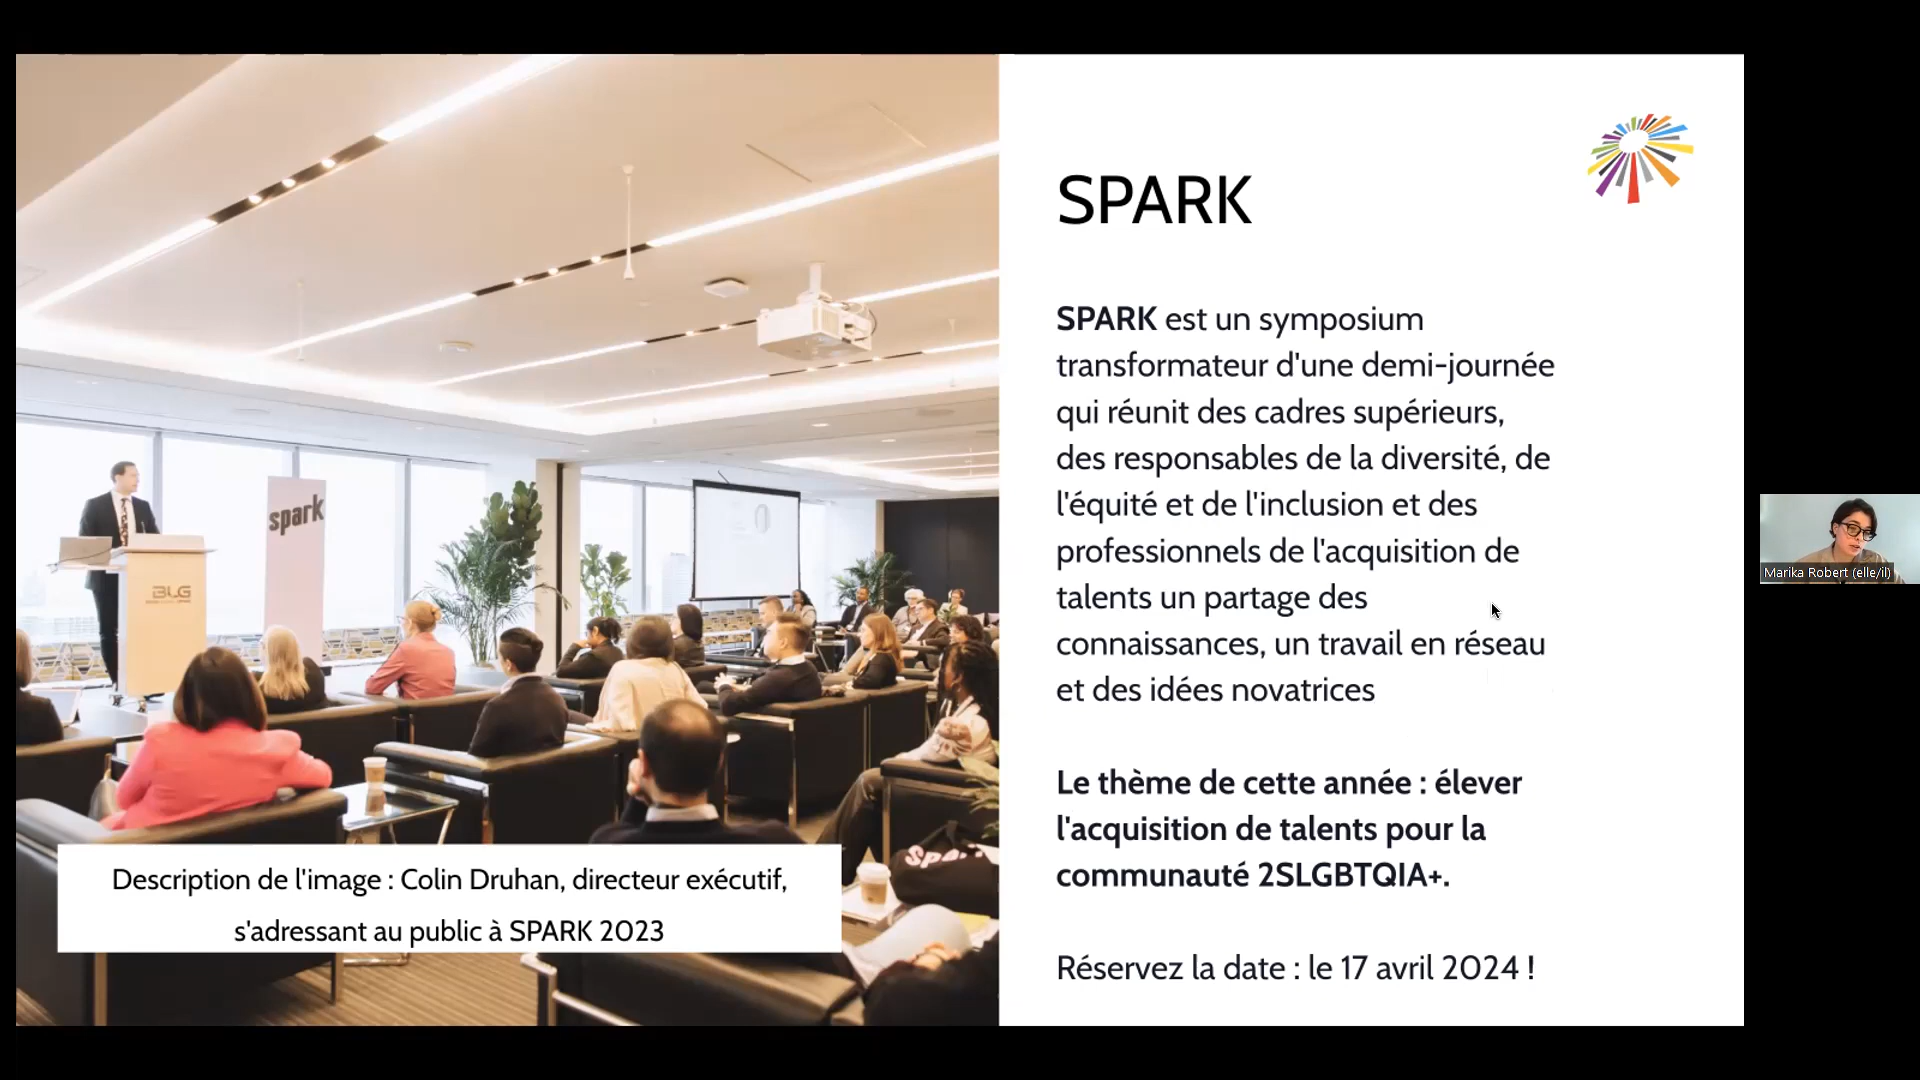 SPARK
SPARK est un symposium
transformateur d'une demi-journée
qui réunit des cadres supérieurs,
des responsables de la diversité, de
l'équité et de l'inclusion et des
professionnels de l'acquisition de
talents un partage des
connaissances, un travail en réseau
et des idées novatrices
Le thème de cette année : élever
l'acquisition de talents pour la
communauté 2SLGBTQIA+.
Réservez la date : le 17 avril 2024 !
spark
BLG
spark
Description de l'image : Colin Druhan, directeur exécutif,
s'adressant au public à SPARK 2023
Marika Robert (elle/il)